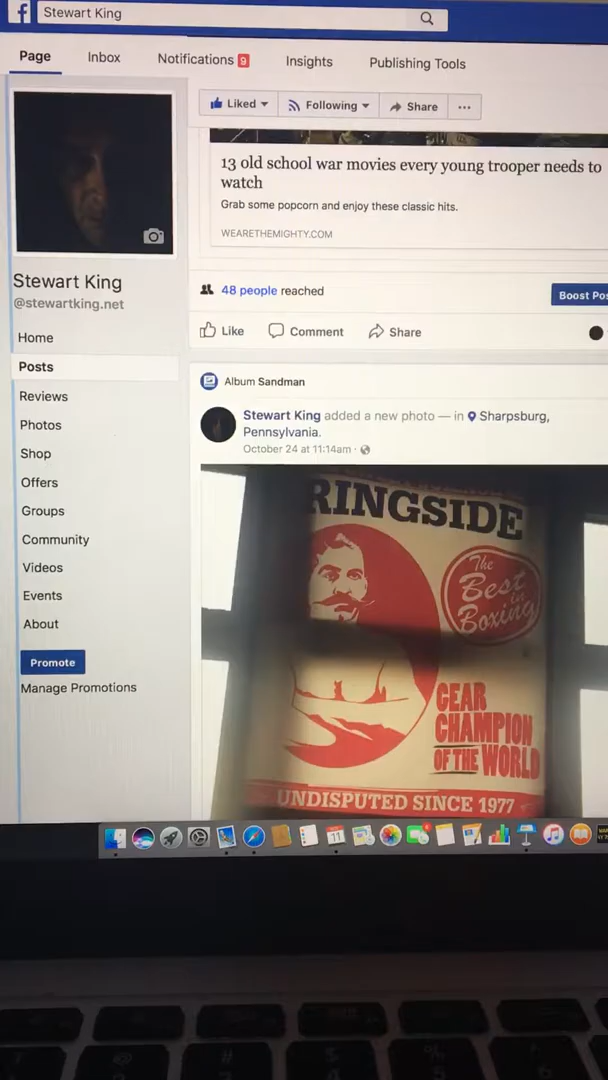 Stewart King
Page
Inbox
Notifications 9
Insights
Publishing Tools
Liked
Following
Share
...
13 old school war movies every young trooper needs to
watch
Grab some popcorn and enjoy these classic hits.
WEARETHEMIGHTY.COM
Stewart King
@stewartking.net
48 people reached
Boost Pos
Like
Comment
Share
Home
Posts
Reviews
Photos
Shop
Offers
Groups
Community
Videos
Events
About
Promote
Manage Promotions
Album Sandman
Stewart King added a new photo — in Sharpsburg,
Pennsylvania.
October 24 at 11:14am ·
RINGSIDE
The
Best
in
Boxing
GEAR
CHAMPION
OF THE WORLD
UNDISPUTED SINCE 1977
11